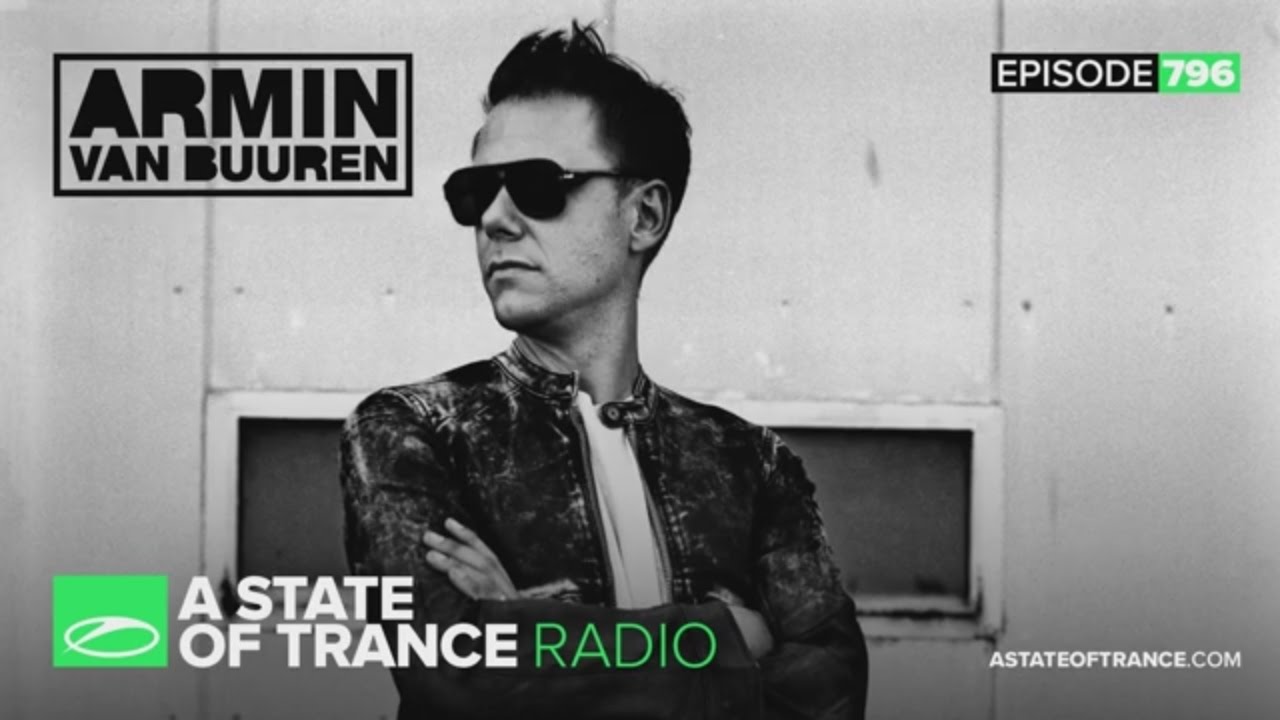 ARMIN
VAN BUUREN
EPISODE 796
A STATE
OF TRANCE RADIO
ASTATEOFTRANCE.COM